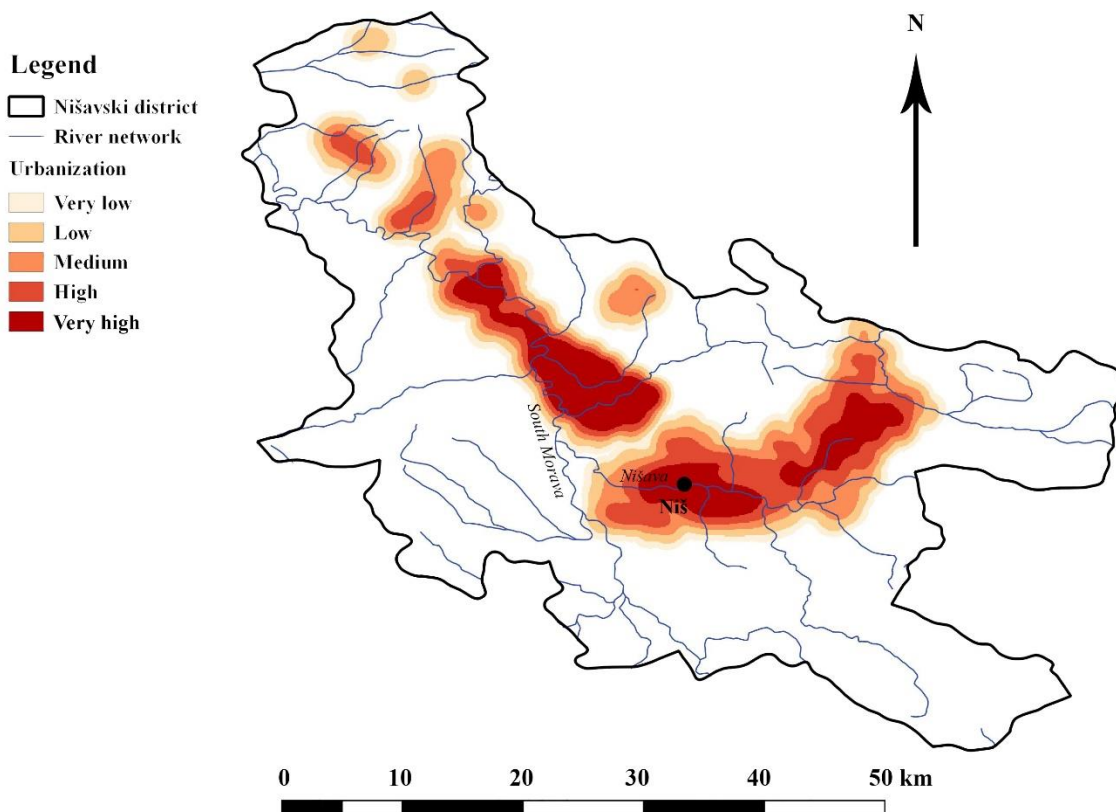 N
Legend
Nišavski district
River network
Urbanization
Very low
Low
Medium
High
Very high
South Morava
Nišava
Niš
0 10 20 30 40 50 km